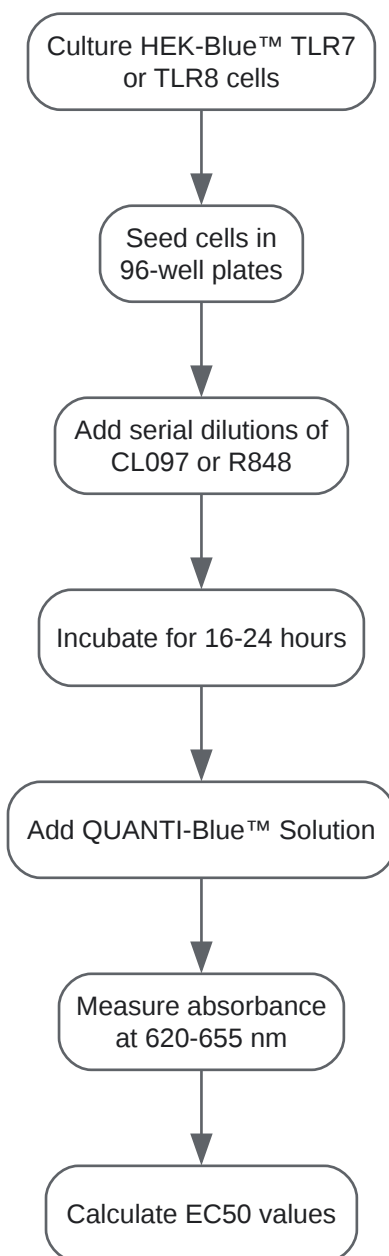 Culture HEK-Blue™ TLR7
or TLR8 cells
Seed cells in
96-well plates
Add serial dilutions of
CL097 or R848
Incubate for 16-24 hours
Add QUANTI-Blue™ Solution
Measure absorbance
at 620-655 nm
Calculate EC50 values